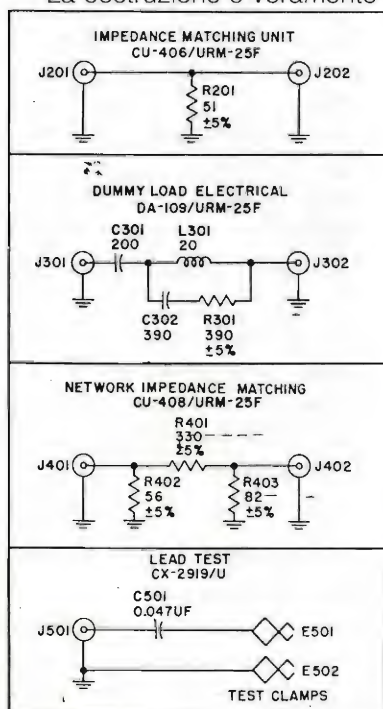 La costruzione è veramente
IMPEDANCE MATCHING UNIT
CU-406/URM-25F
J201
J202
R201
51
±5%
DUMMY LOAD ELECTRICAL
DA-109/URM-25F
C301
200
L301
20
J301
J302
C302
390
R301
390
±5%
NETWORK IMPEDANCE MATCHING
CU-408/URM-25F
R401
330
±5%
J401
J402
R402
56
±5%
R403
82
±5%
LEAD TEST
CX-2919/U
C501
0.047UF
J501
E501
E502
TEST CLAMPS